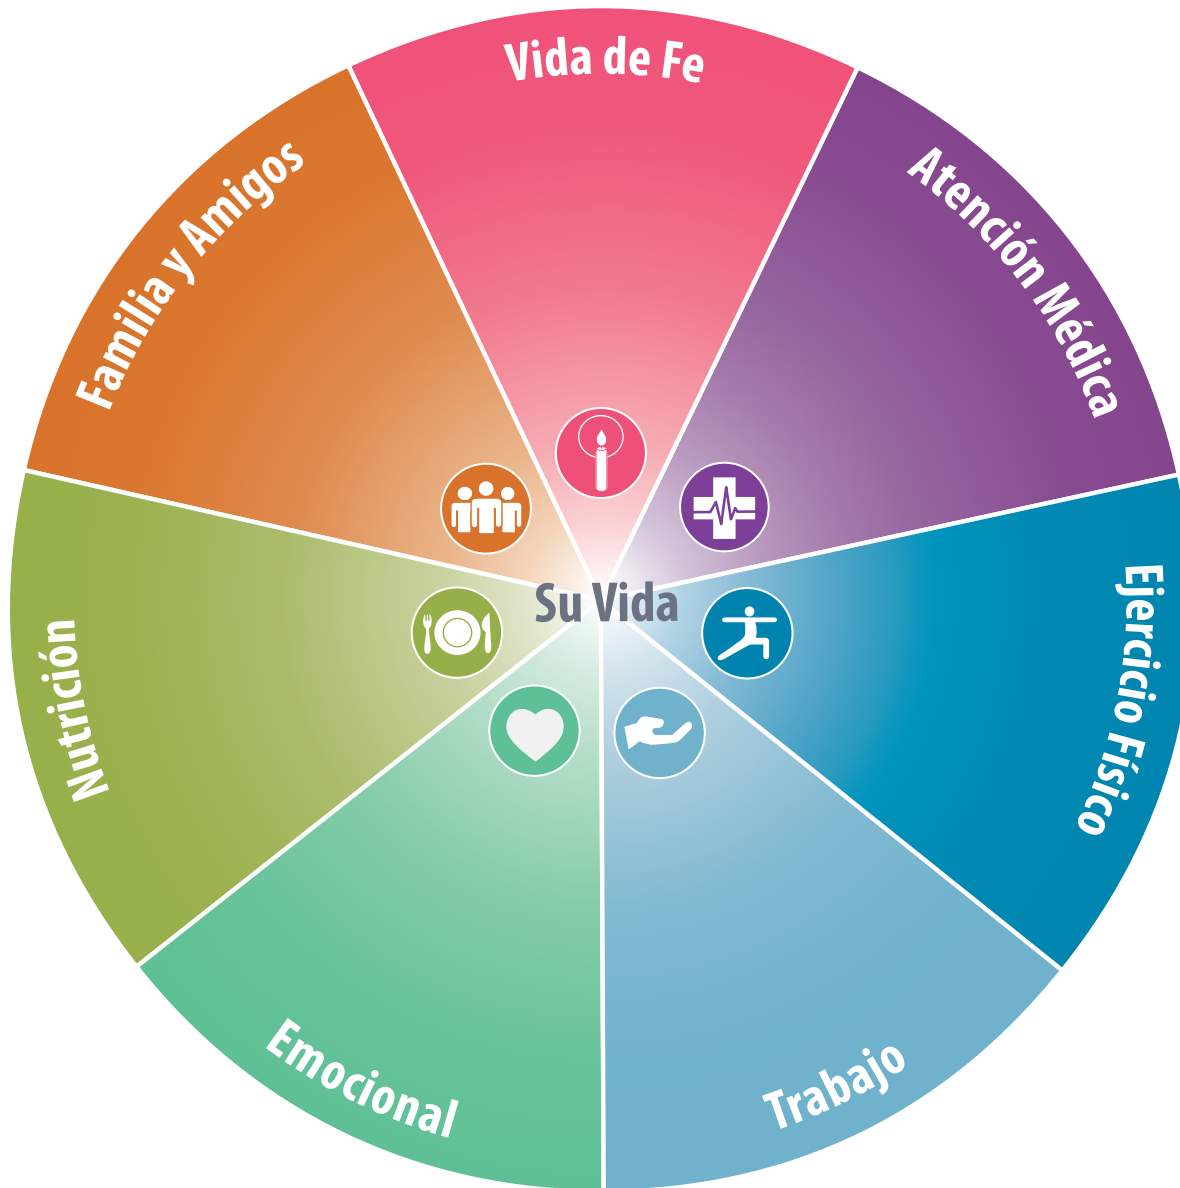 Vida de Fe
Atención Médica
Ejercicio Físico
Trabajo
Emocional
Nutrición
Familia y Amigos
Su Vida